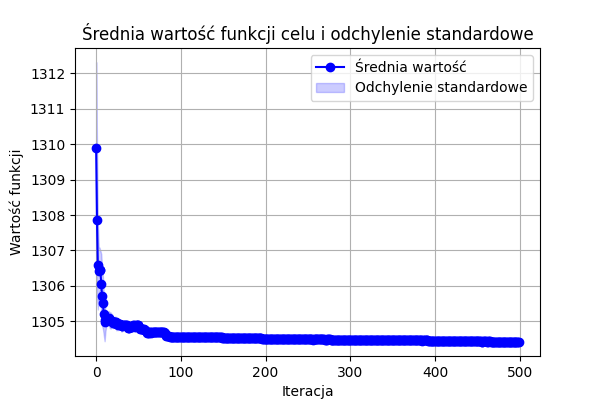 Średnia wartość funkcji celu i odchylenie standardowe
Średnia wartość
Odchylenie standardowe
Wartość funkcji
1312
1311
1310
1309
1308
1307
1306
1305
0 100 200 300 400 500
Iteracja